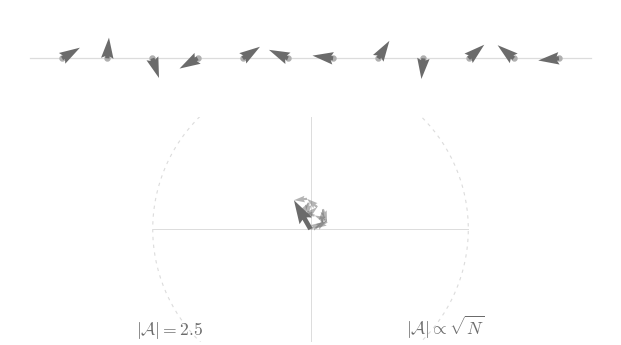 |𝒜| = 2.5
|𝒜| ∝ √N